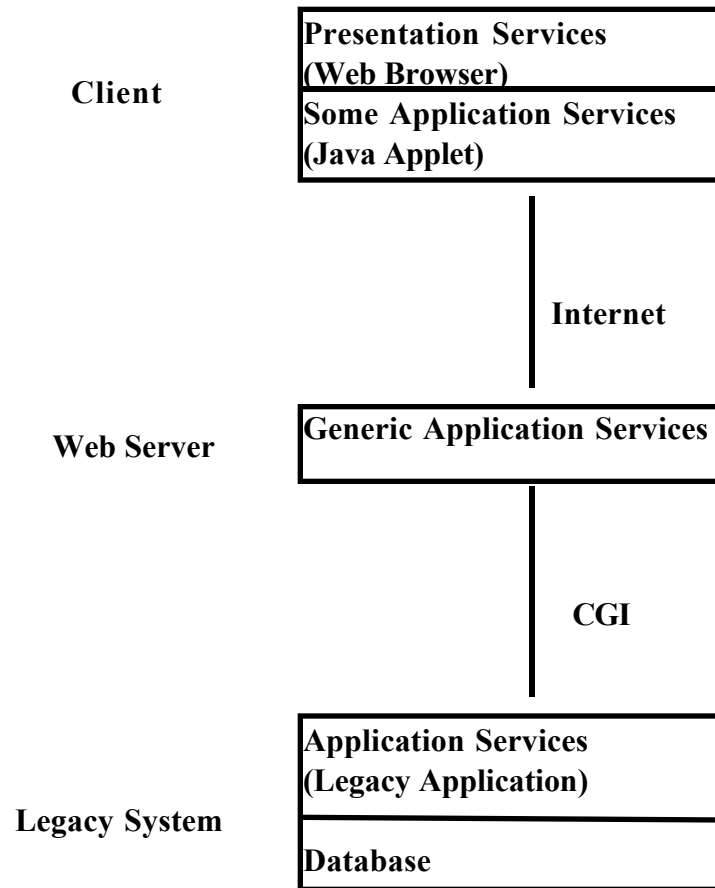 Presentation Services
(Web Browser)
Client
Some Application Services
(Java Applet)
Internet
Generic Application Services
Web Server
CGI
Application Services
(Legacy Application)
Legacy System
Database